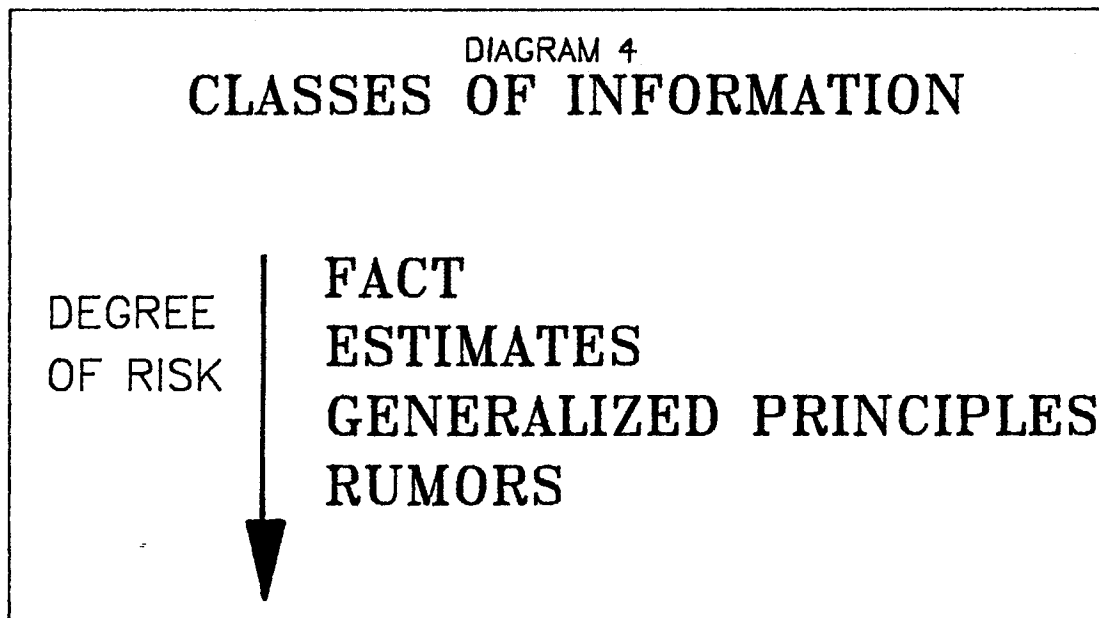 DIAGRAM 4
CLASSES OF INFORMATION
DEGREE
OF RISK
FACT
ESTIMATES
GENERALIZED PRINCIPLES
RUMORS